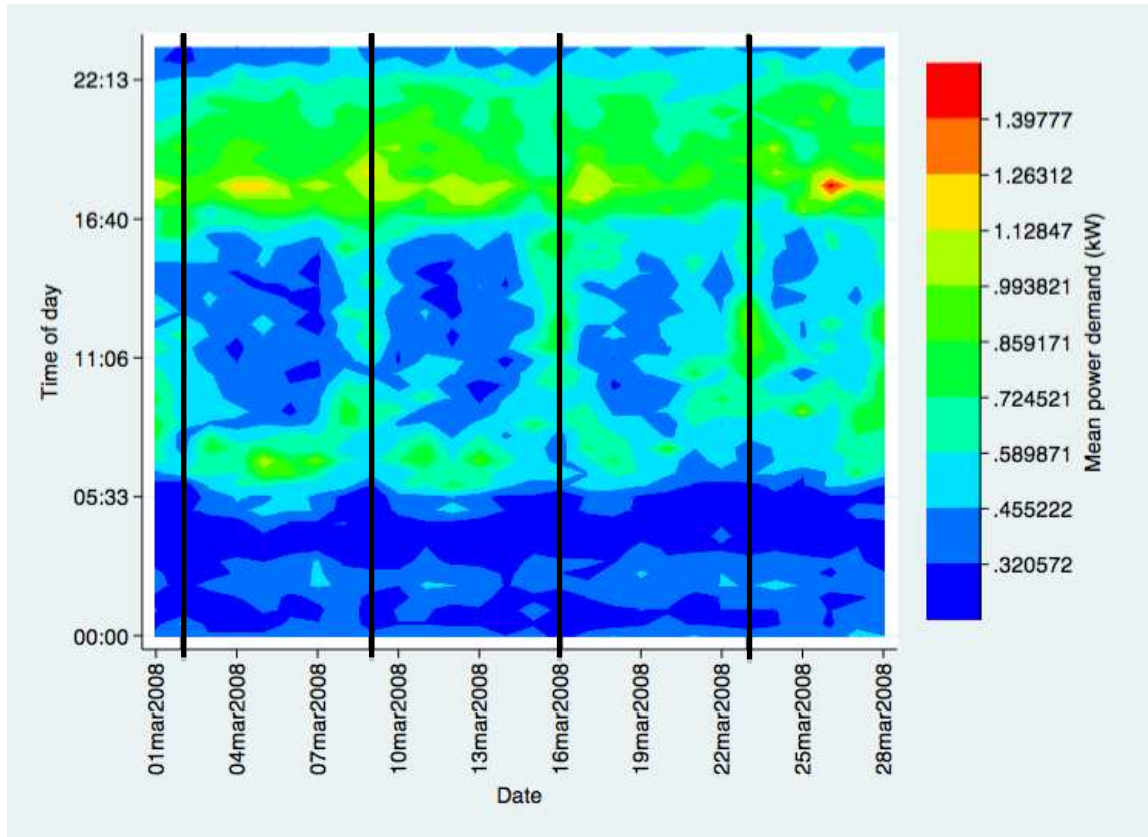 22:13
16:40
11:06
05:33
00:00
Time of day
01mar2008
04mar2008
07mar2008
10mar2008
13mar2008
16mar2008
19mar2008
22mar2008
25mar2008
28mar2008
Date
1.39777
1.26312
1.12847
.993821
.859171
.724521
.589871
.455222
.320572
Mean power demand (kW)